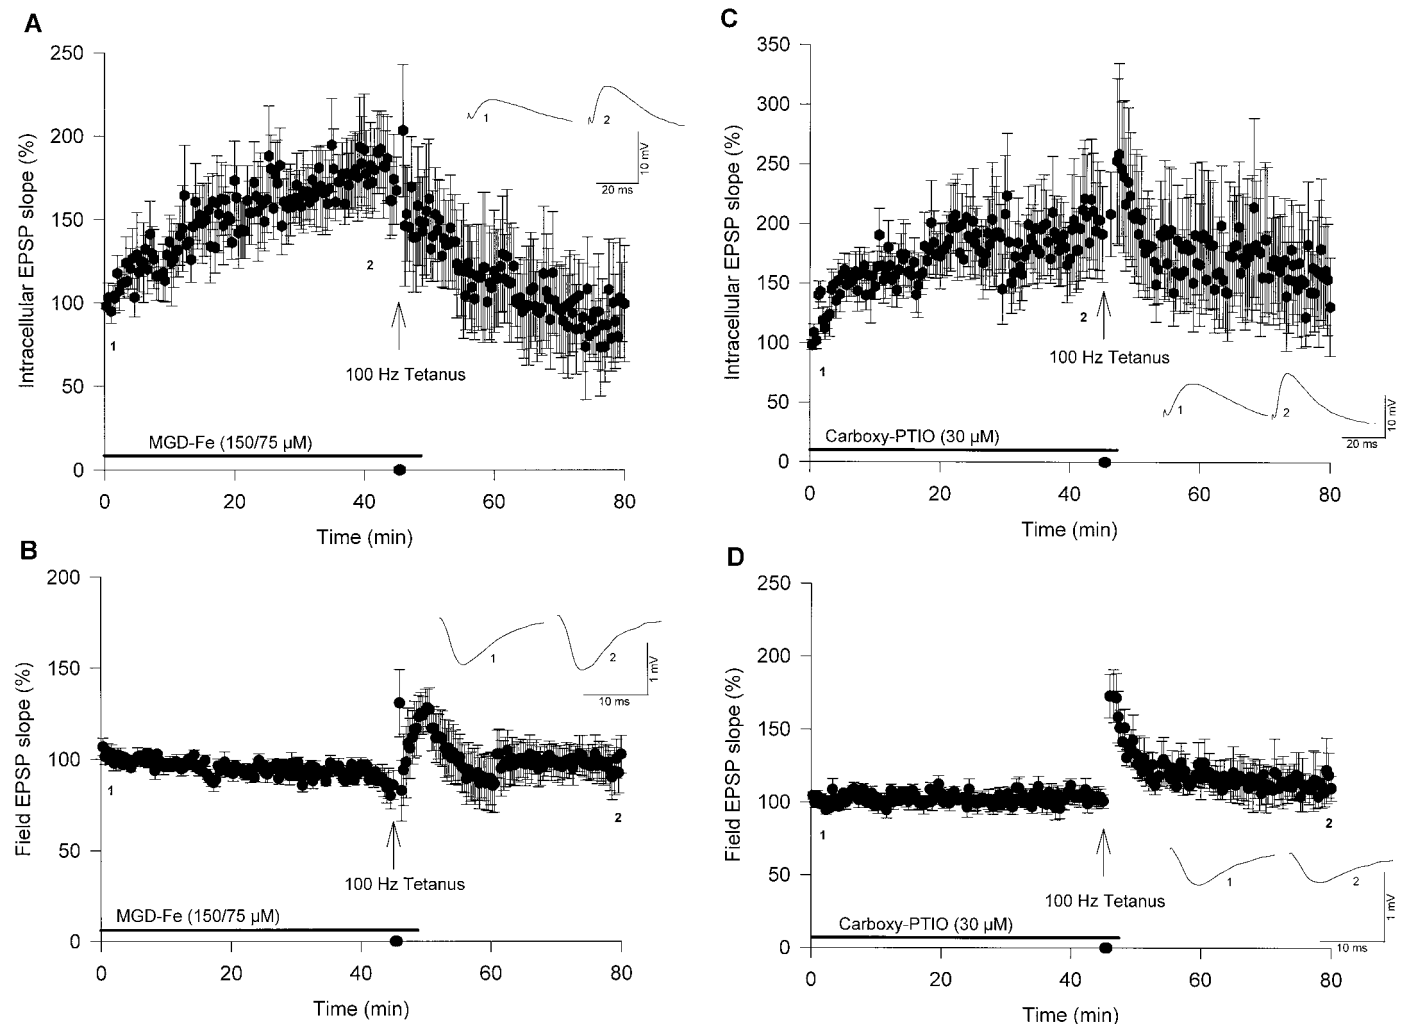 A
250
200
150
100
50
0
Intracellular EPSP slope (%)
1
2
1
2
10 mV
20 ms
100 Hz Tetanus
MGD-Fe (150/75 µM)
0 20 40 60 80
Time (min)
B
200
150
100
50
0
Field EPSP slope (%)
1
2
1
2
1 mV
10 ms
100 Hz Tetanus
MGD-Fe (150/75 µM)
0 20 40 60 80
Time (min)
C
350
300
250
200
150
100
50
0
Intracellular EPSP slope (%)
1
2
100 Hz Tetanus
1
2
10 mV
20 ms
Carboxy-PTIO (30 µM)
0 20 40 60 80
Time (min)
D
250
200
150
100
50
0
Field EPSP slope (%)
1
2
100 Hz Tetanus
1
2
1 mV
10 ms
Carboxy-PTIO (30 µM)
0 20 40 60 80
Time (min)